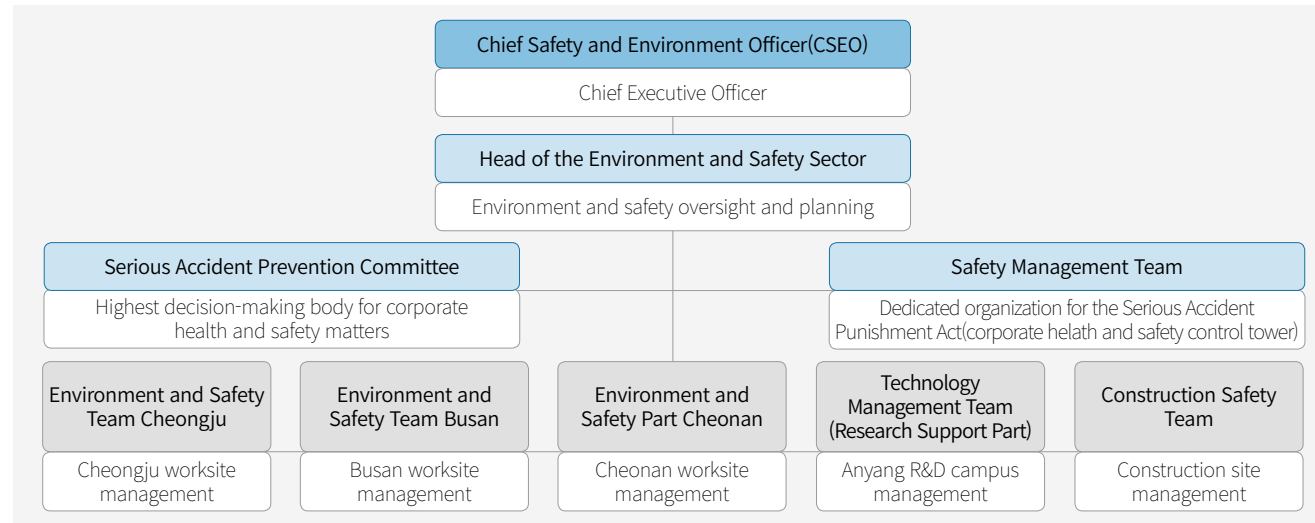 Chief Safety and Environment Officer(CSEO)
Chief Executive Officer
Head of the Environment and Safety Sector
Environment and safety oversight and planning
Serious Accident Prevention Committee
Highest decision-making body for corporate
health and safety matters
Safety Management Team
Dedicated organization for the Serious Accident
Punishment Act(corporate helath and safety control tower)
Environment and Safety
Team Cheongju
Cheongju worksite
management
Environment and
Safety Team Busan
Busan worksite
management
Environment and
Safety Part Cheonan
Cheonan worksite
management
Technology
Management Team
(Research Support Part)
Anyang R&D campus
management
Construction Safety
Team
Construction site
management